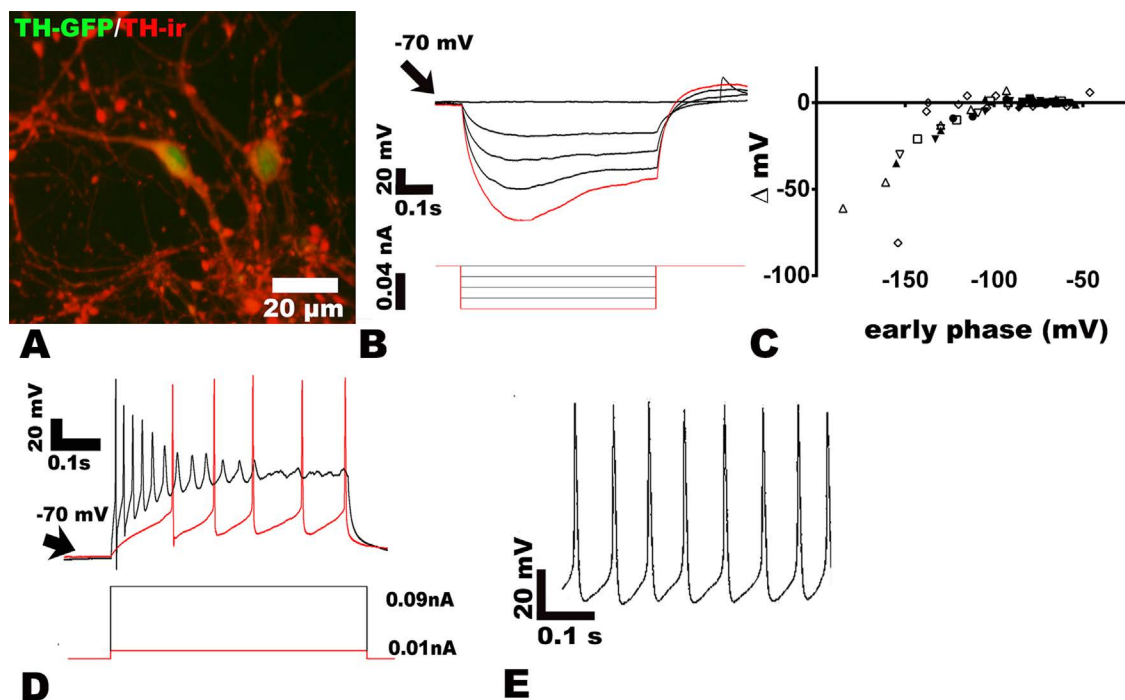 TH-GFP/TH-ir
20 µm
A
-70 mV
20 mV
0.1s
0.04 nA
B
△ mV
0
-50
-100
-150
-100
-50
early phase (mV)
C
20 mV
0.1s
-70 mV
0.09nA
0.01nA
D
20 mV
0.1 s
E